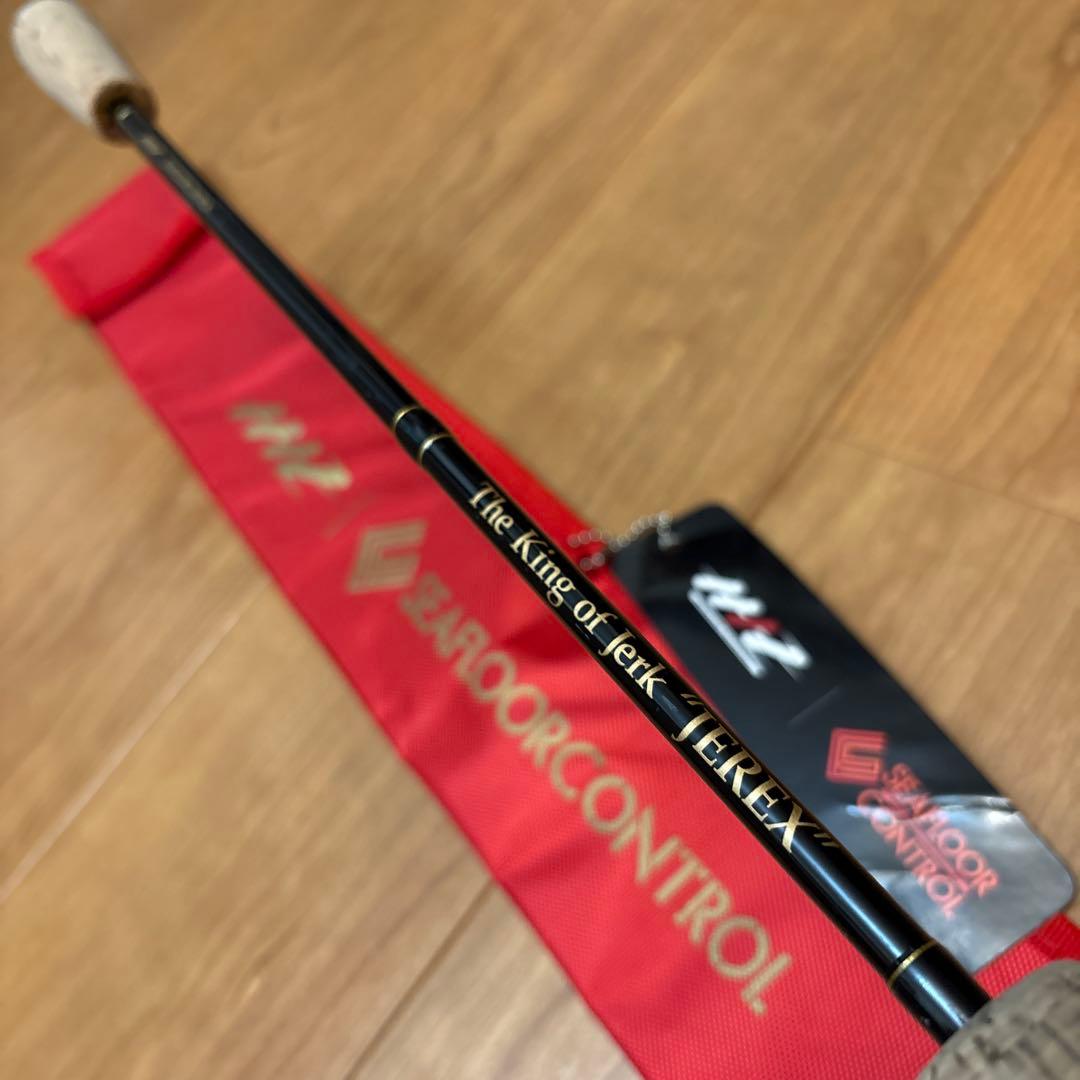 The King of Jerk "JEREX"
SEAFLOORCONTROL
SEAFLOOR
CONTROL